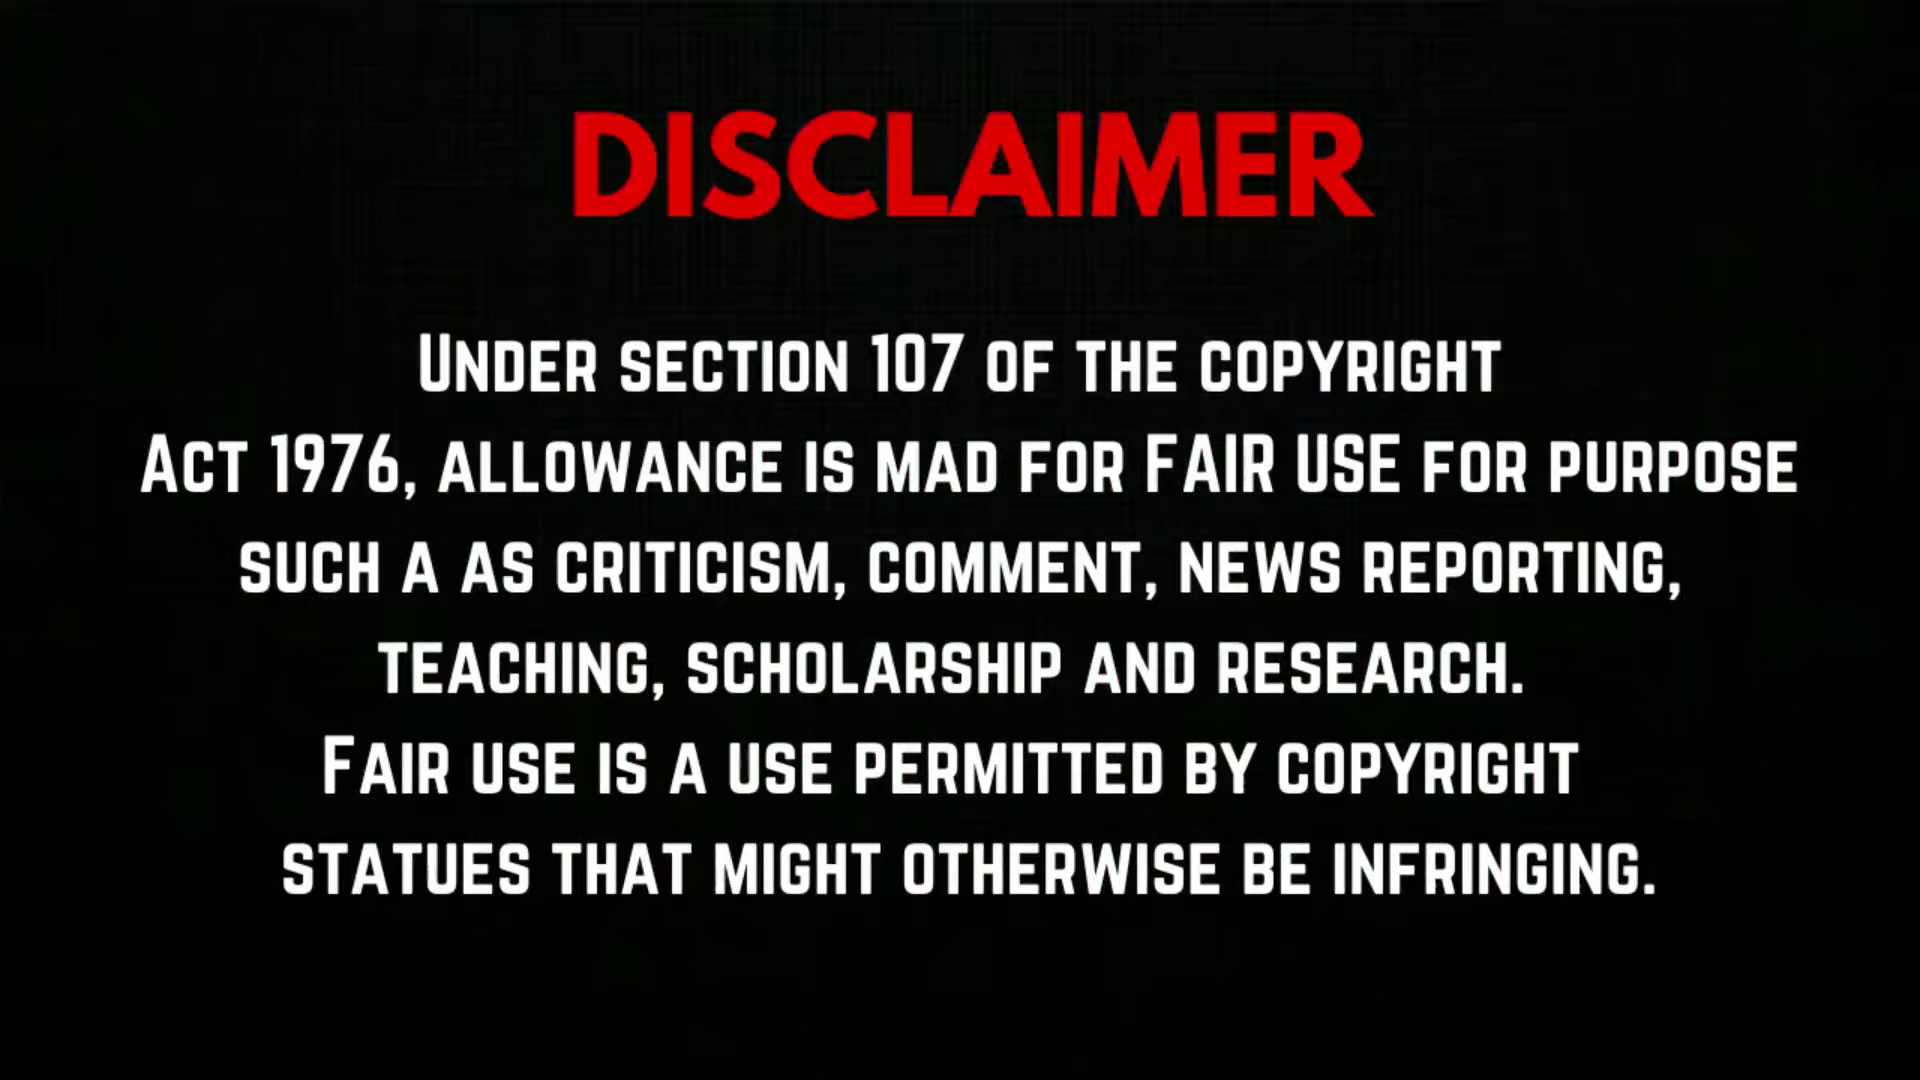 DISCLAIMER
Under section 107 of the copyright
Act 1976, allowance is mad for FAIR USE for purpose
such a as criticism, comment, news reporting,
teaching, scholarship and research.
Fair use is a use permitted by copyright
statues that might otherwise be infringing.